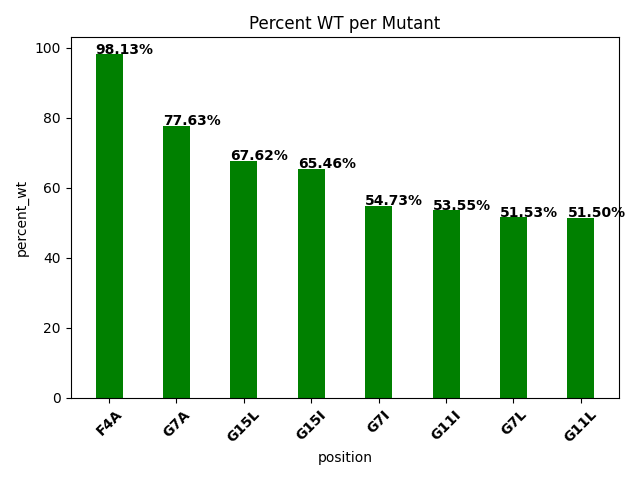 Percent WT per Mutant
percent_wt
100
80
60
40
20
0
98.13%
77.63%
67.62%
65.46%
54.73%
53.55%
51.53%
51.50%
F4A
G7A
G15L
G15I
G7I
G11I
G7L
G11L
position